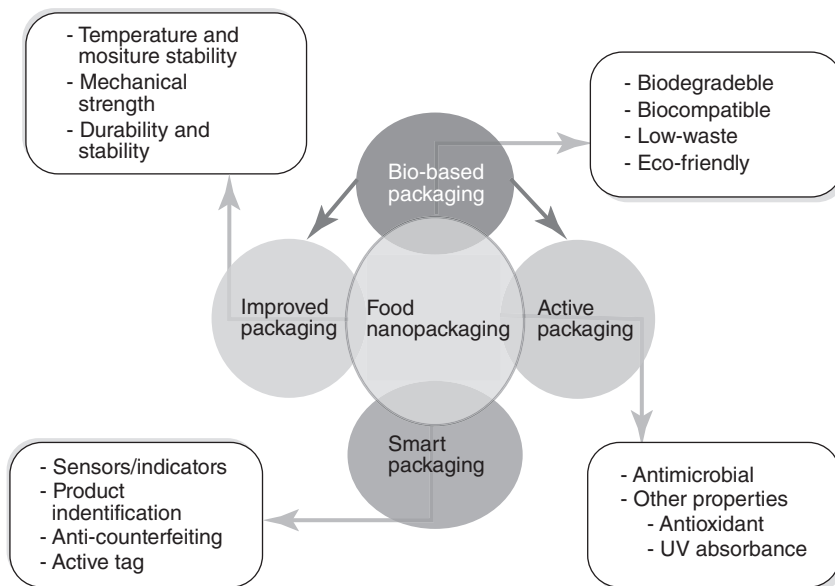 - Temperature and
mositure stability
- Mechanical
strength
- Durability and
stability
- Biodegradeble
- Biocompatible
- Low-waste
- Eco-friendly
Bio-based
packaging
Improved
packaging
Food
nanopackaging
Active
packaging
Smart
packaging
- Sensors/indicators
- Product
indentification
- Anti-counterfeiting
- Active tag
- Antimicrobial
- Other properties
- Antioxidant
- UV absorbance